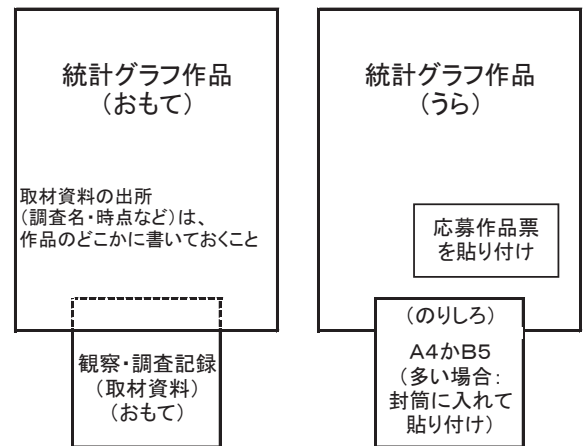 統計グラフ作品
（おもて）
取材資料の出所
（調査名・時点など）は、
作品のどこかに書いておくこと
観察・調査記録
（取材資料）
（おもて）
統計グラフ作品
（うら）
応募作品票
を貼り付け
（のりしろ）
A4かB5
（多い場合：
封筒に入れて
貼り付け）